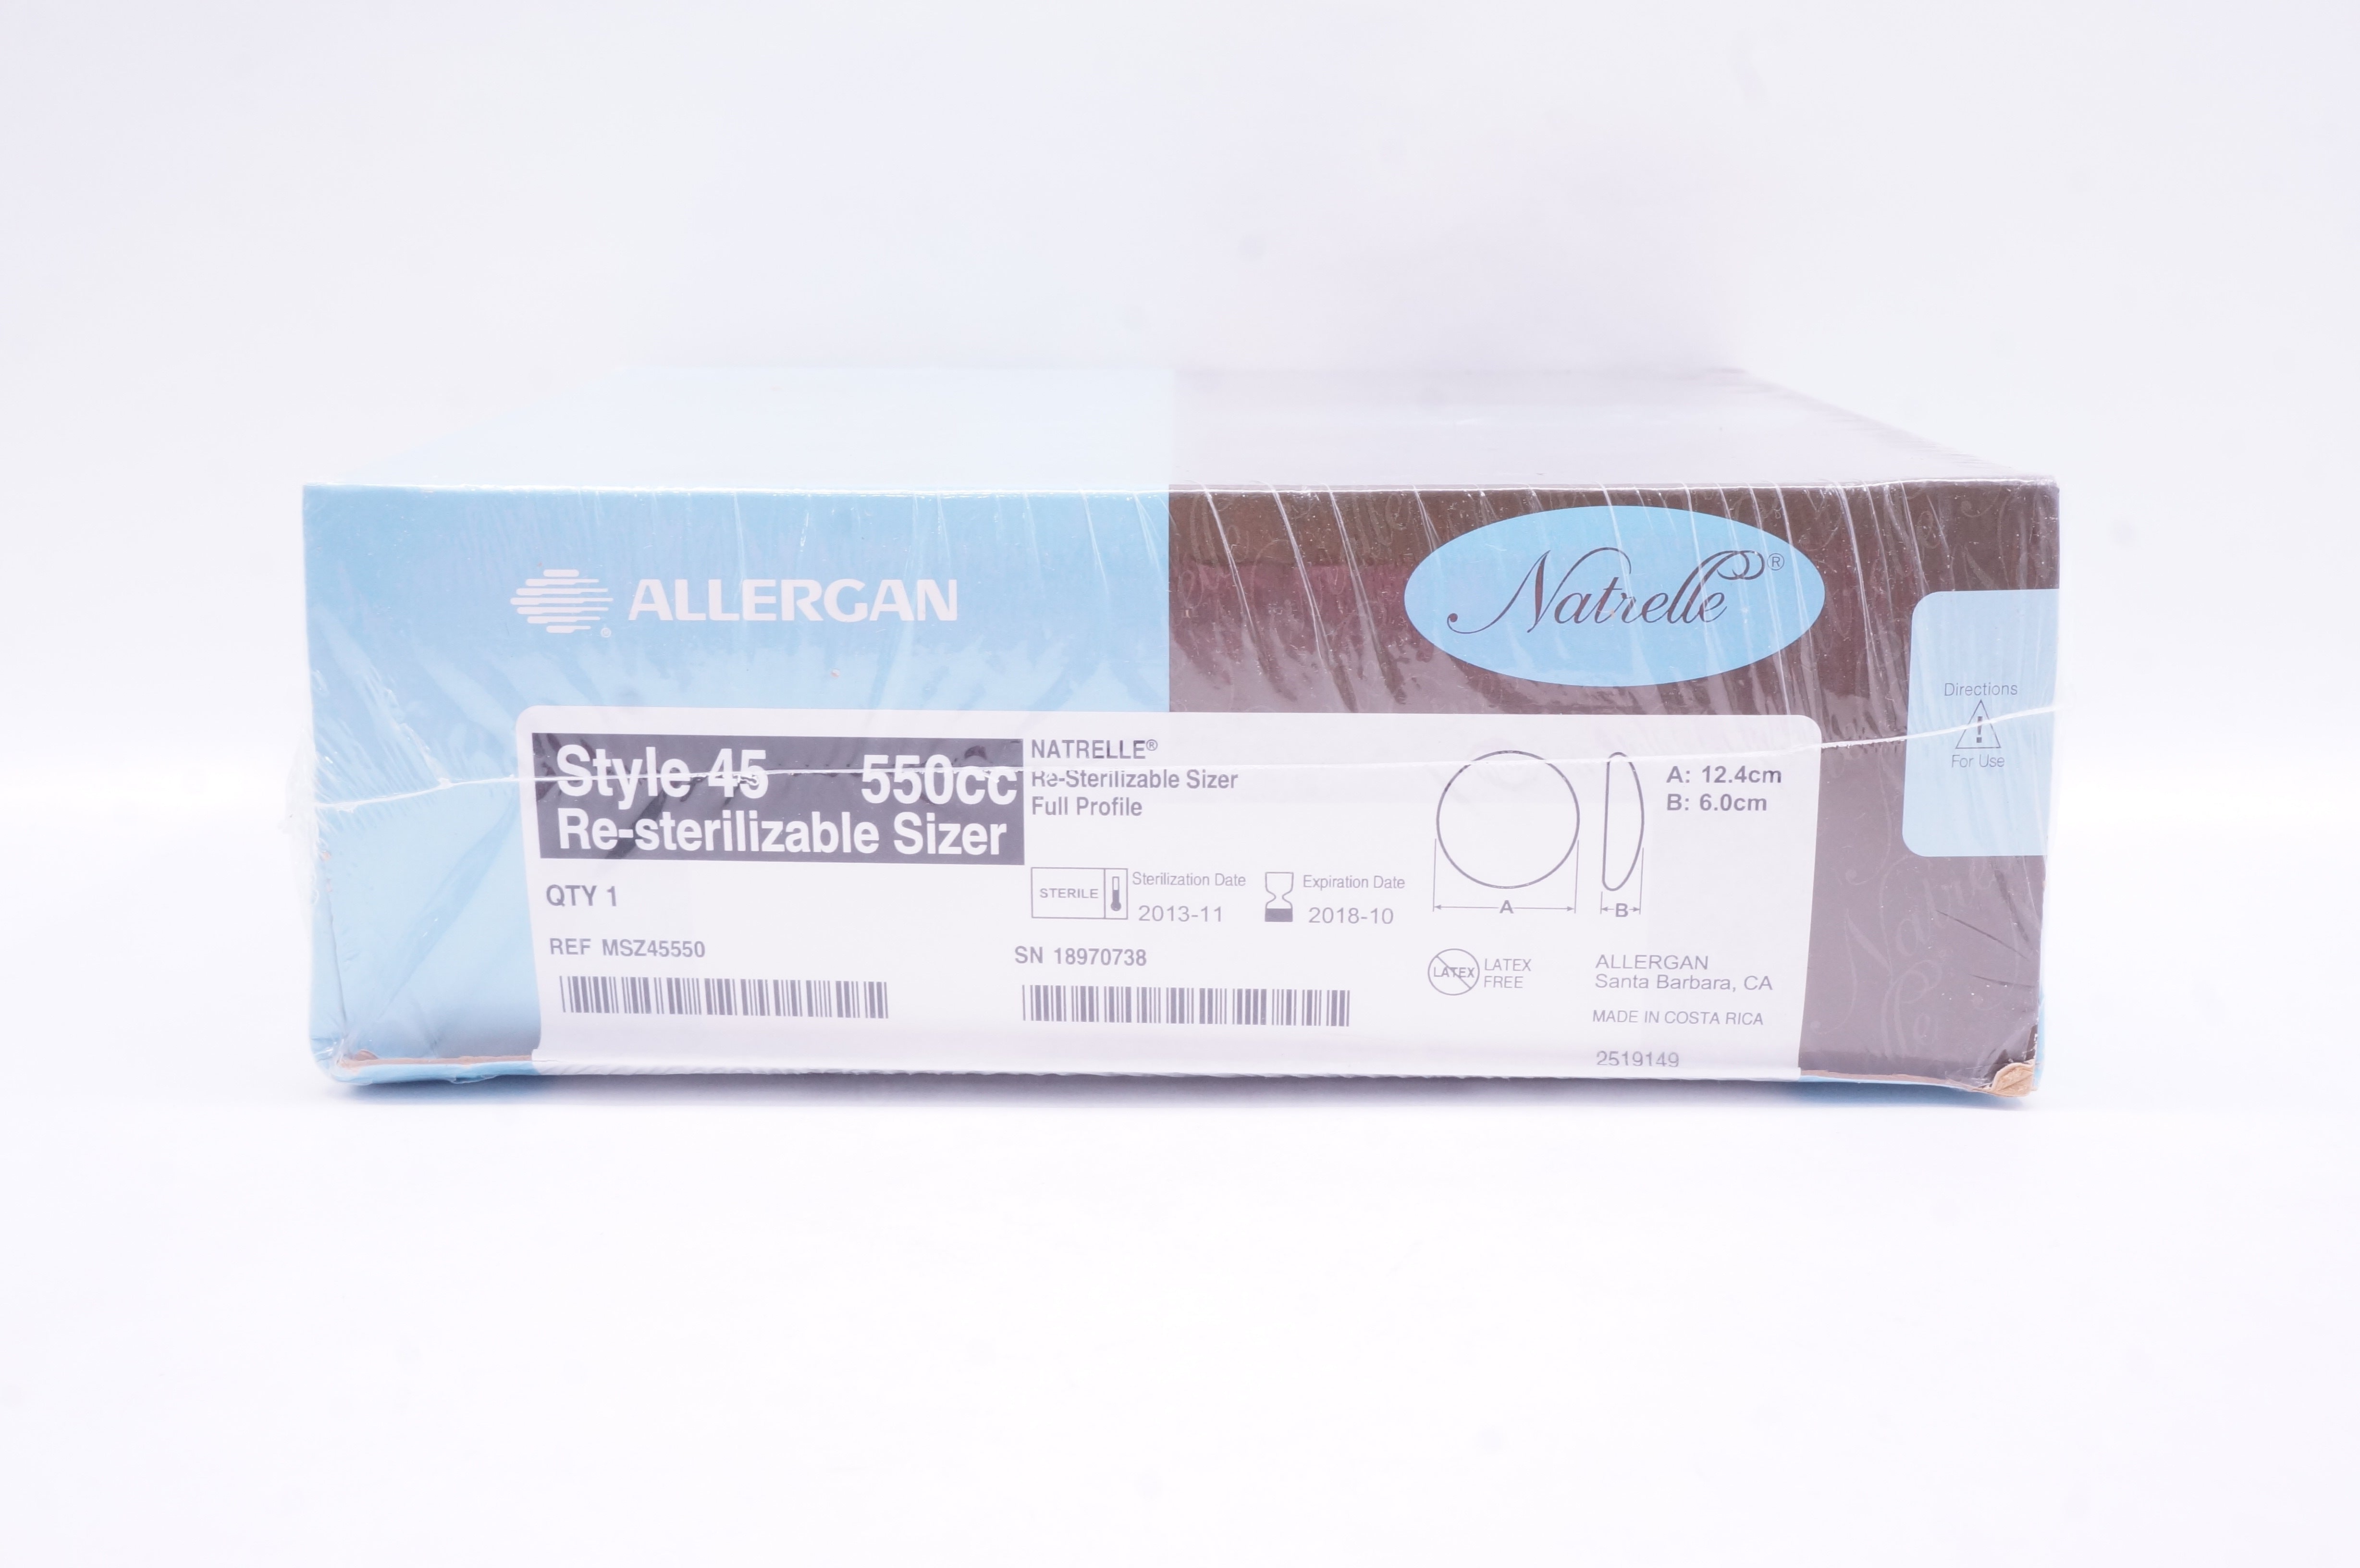 ALLERGAN
Natrelle®
Directions
For Use
Style 45 550cc
Re-sterilizable Sizer
QTY 1
REF MSZ45550
NATRELLE®
Re-Sterilizable Sizer
Full Profile
STERILE
Sterilization Date
2013-11
Expiration Date
2018-10
SN 18970738
A
B
A: 12.4cm
B: 6.0cm
LATEX
LATEX
FREE
ALLERGAN
Santa Barbara, CA
MADE IN COSTA RICA
2519149